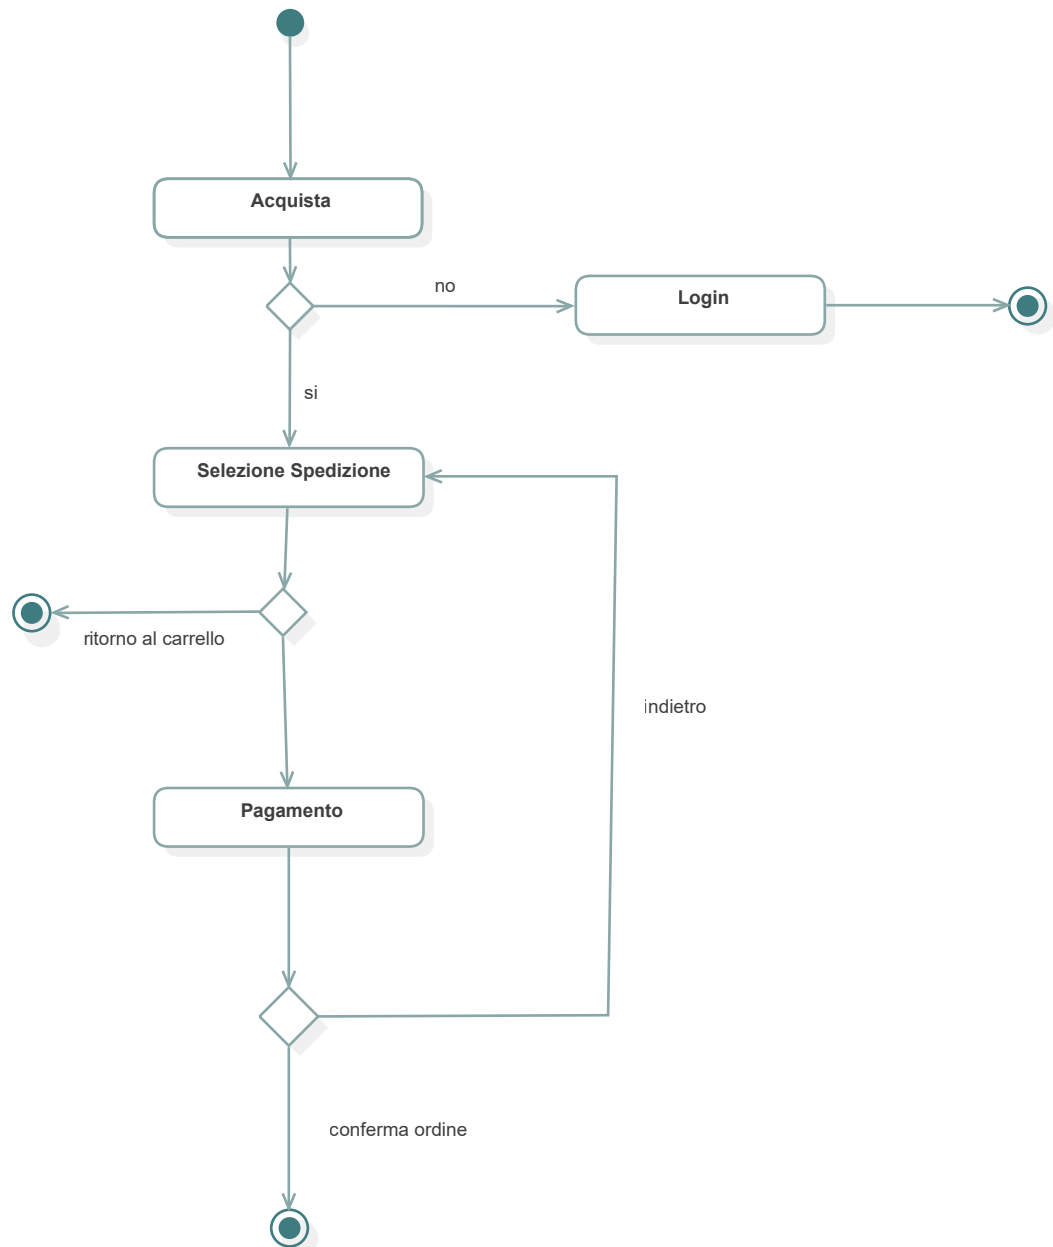 Acquista
no
Login
si
Selezione Spedizione
ritorno al carrello
indietro
Pagamento
conferma ordine